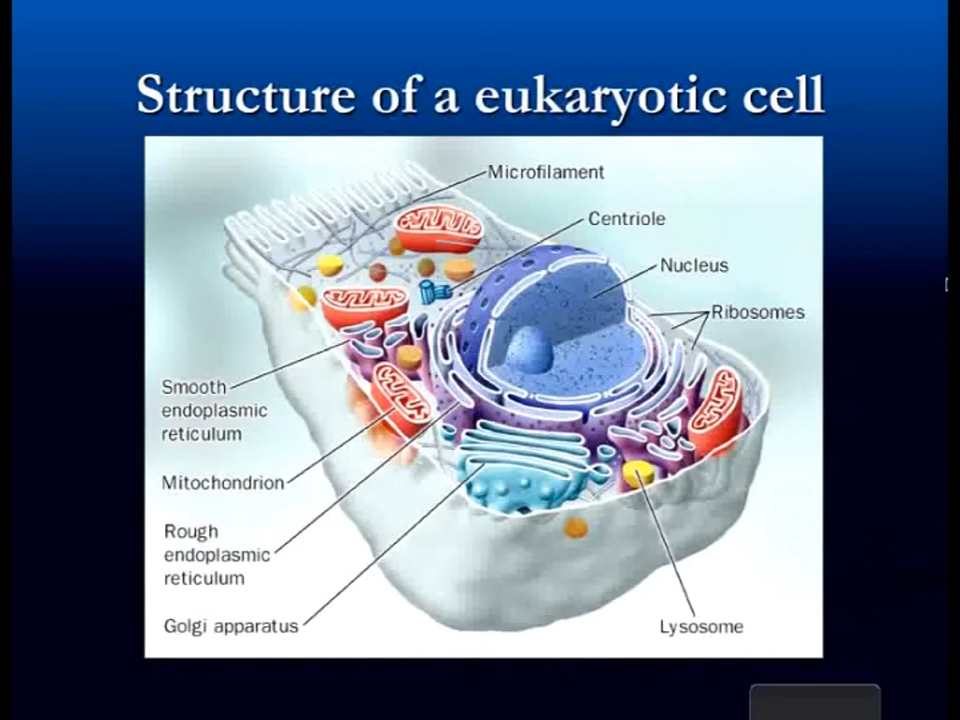 Structure of a eukaryotic cell
Microfilament
Centriole
Nucleus
Ribosomes
Smooth
endoplasmic
reticulum
Mitochondrion
Rough
endoplasmic
reticulum
Golgi apparatus
Lysosome